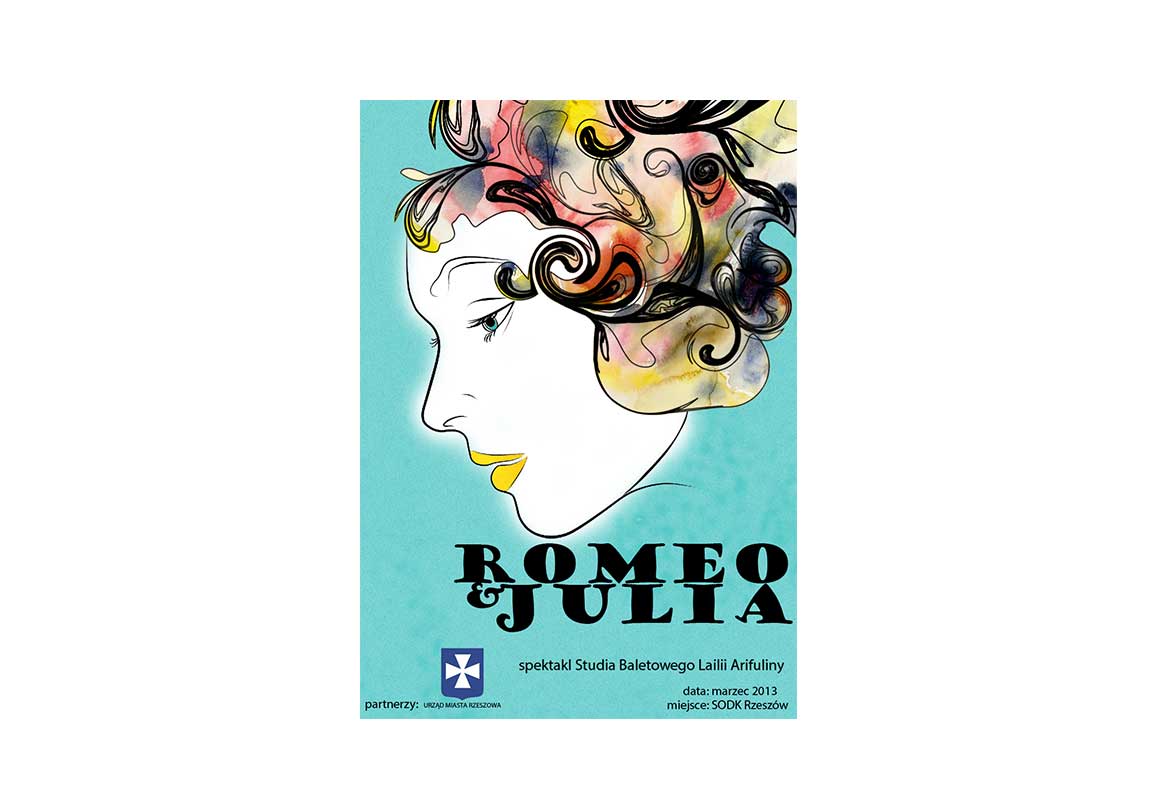 ROMEO
& JULIA
spektakl Studia Baletowego Lailii Arifuliny
data: marzec 2013
miejsce: SODK Rzeszów
partnerzy: URZĄD MIASTA RZESZOWA